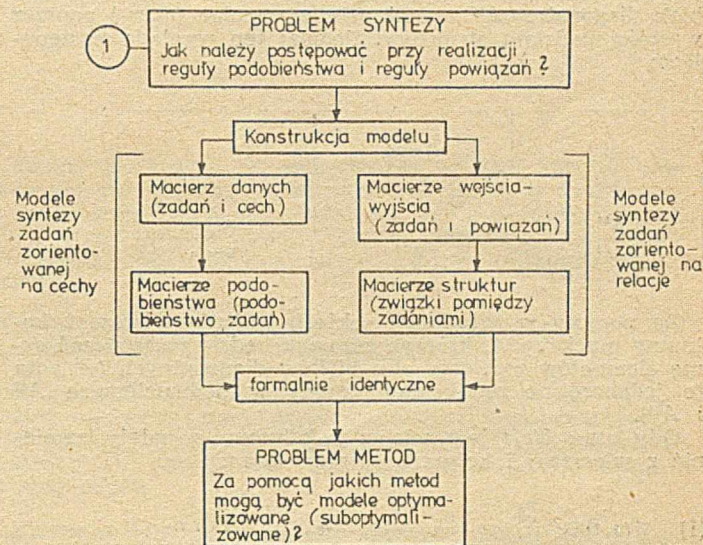 PROBLEM SYNTEZY
1
Jak należy postępować przy realizacji
reguły podobieństwa i reguły powiązań?
Konstrukcja modelu
Modele
syntezy
zadań
zoriento-
wanej
na cechy
Macierz danych
(zadań i cech)
Macierze podo-
bieństwa (podo-
bieństwo zadań)
Macierze wejścia-
wyjścia
(zadań i powiązań)
Macierze struktur
(związki pomiędzy
zadaniami)
Modele
syntezy
zadań
zoriento-
wanej na
relacje
formalnie identyczne
PROBLEM METOD
Za pomocą jakich metod
mogą być modele optyma-
lizowane (suboptymali-
zowane)?